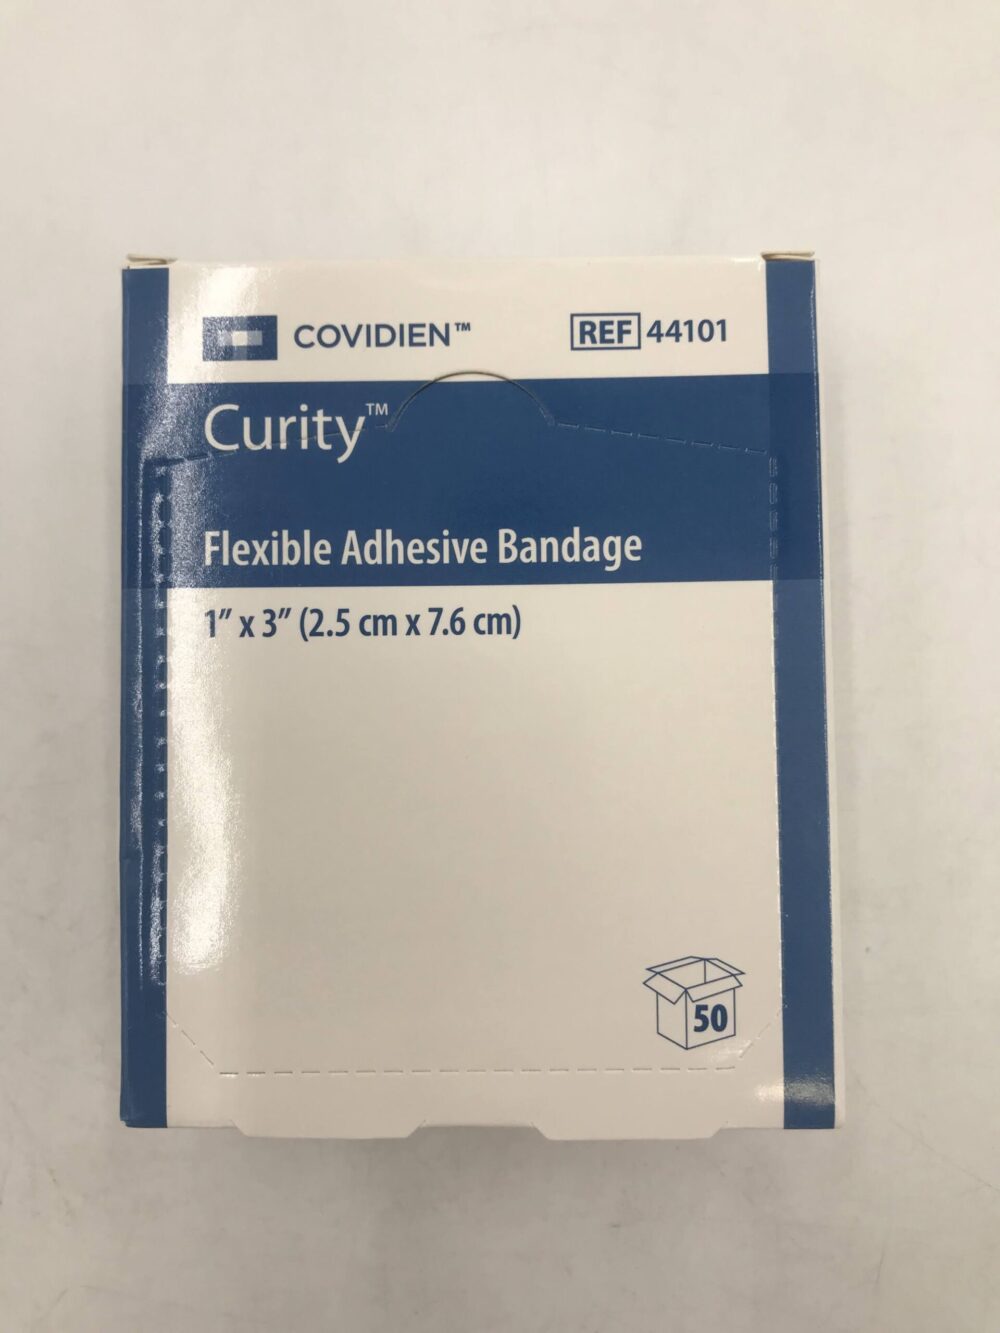 COVIDIEN™
REF 44101
Curity™
Flexible Adhesive Bandage
1" x 3" (2.5 cm x 7.6 cm)
50